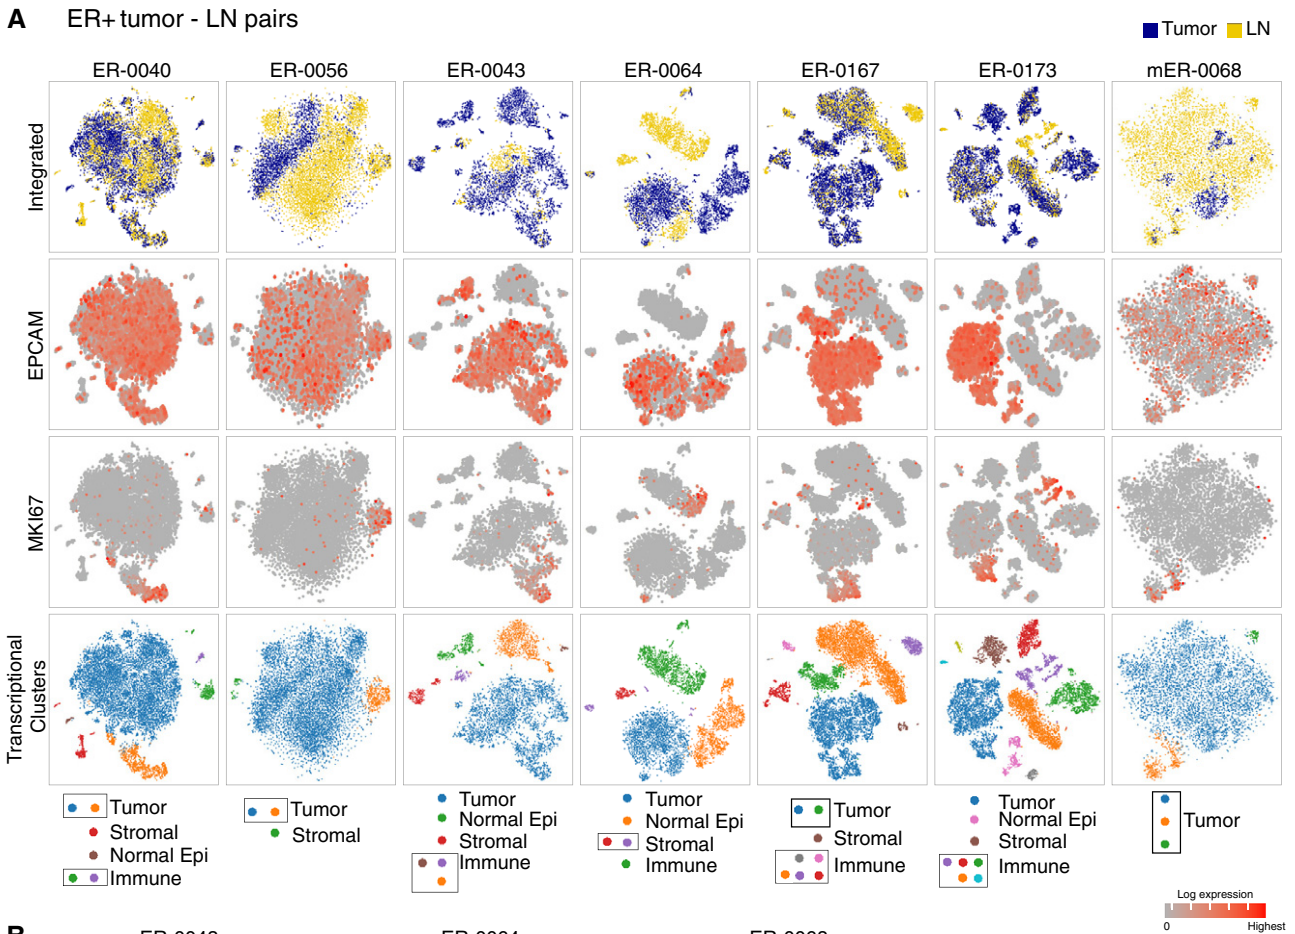 A ER+ tumor - LN pairs
Tumor LN
ER-0040 ER-0056 ER-0043 ER-0064 ER-0167 ER-0173 mER-0068
Integrated
EPCAM
MKI67
Transcriptional
Clusters
Tumor
Stromal
Normal Epi
Immune
Tumor
Stromal
Tumor
Normal Epi
Stromal
Immune
Tumor
Normal Epi
Stromal
Immune
Tumor
Stromal
Immune
Tumor
Normal Epi
Stromal
Immune
Tumor
Log expression
0 Highest